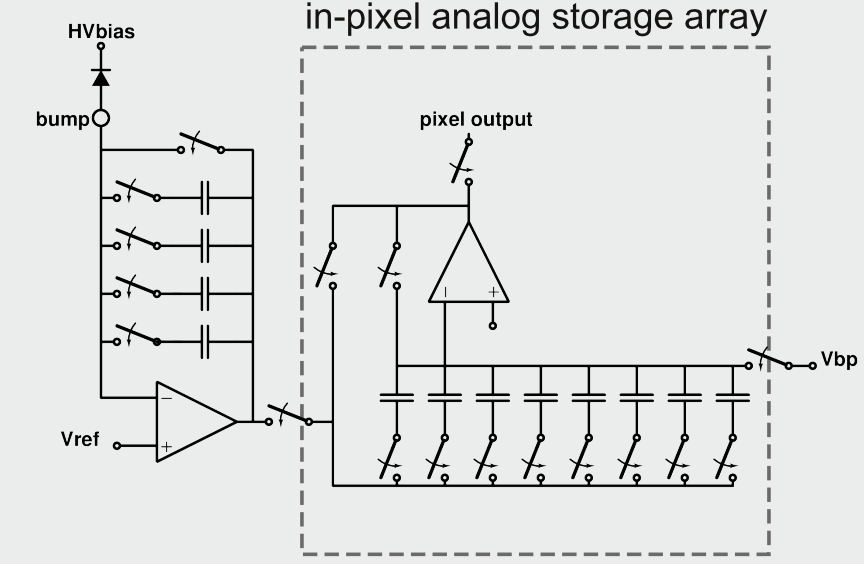 in-pixel analog storage array
HVbias
bump
pixel output
− +
Vbp
−
Vref +